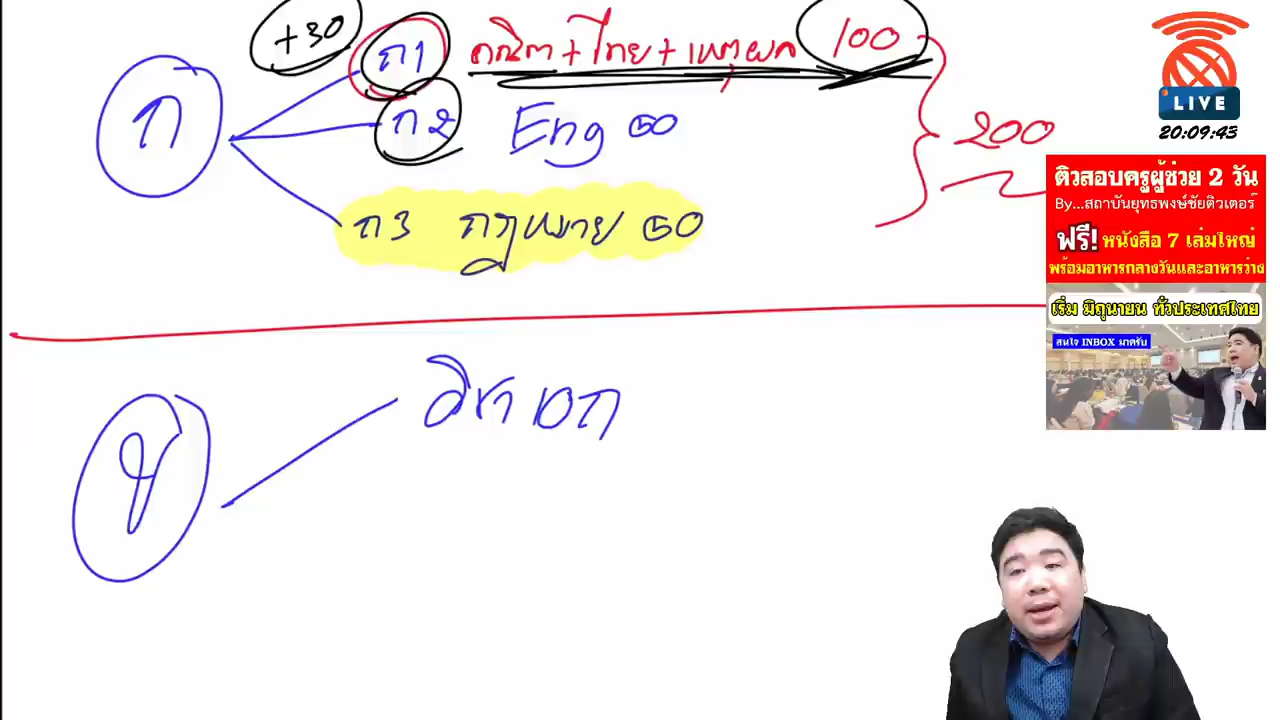 +30
ก
ก1 คณิต+ไทย+เหตุผล 100
ก2 Eng 50
ก3 กฎหมาย 50
200
ข
วิชาเอก
LIVE
20:09:43
ติวสอบครูผู้ช่วย 2 วัน
By...สถาบันยุทธพงษ์ชัยติวเตอร์
ฟรี! หนังสือ 7 เล่มใหญ่
พร้อมอาหารกลางวันและอาหารว่าง
เริ่ม มิถุนายน ทั่วประเทศไทย
สนใจ INBOX มาครับ